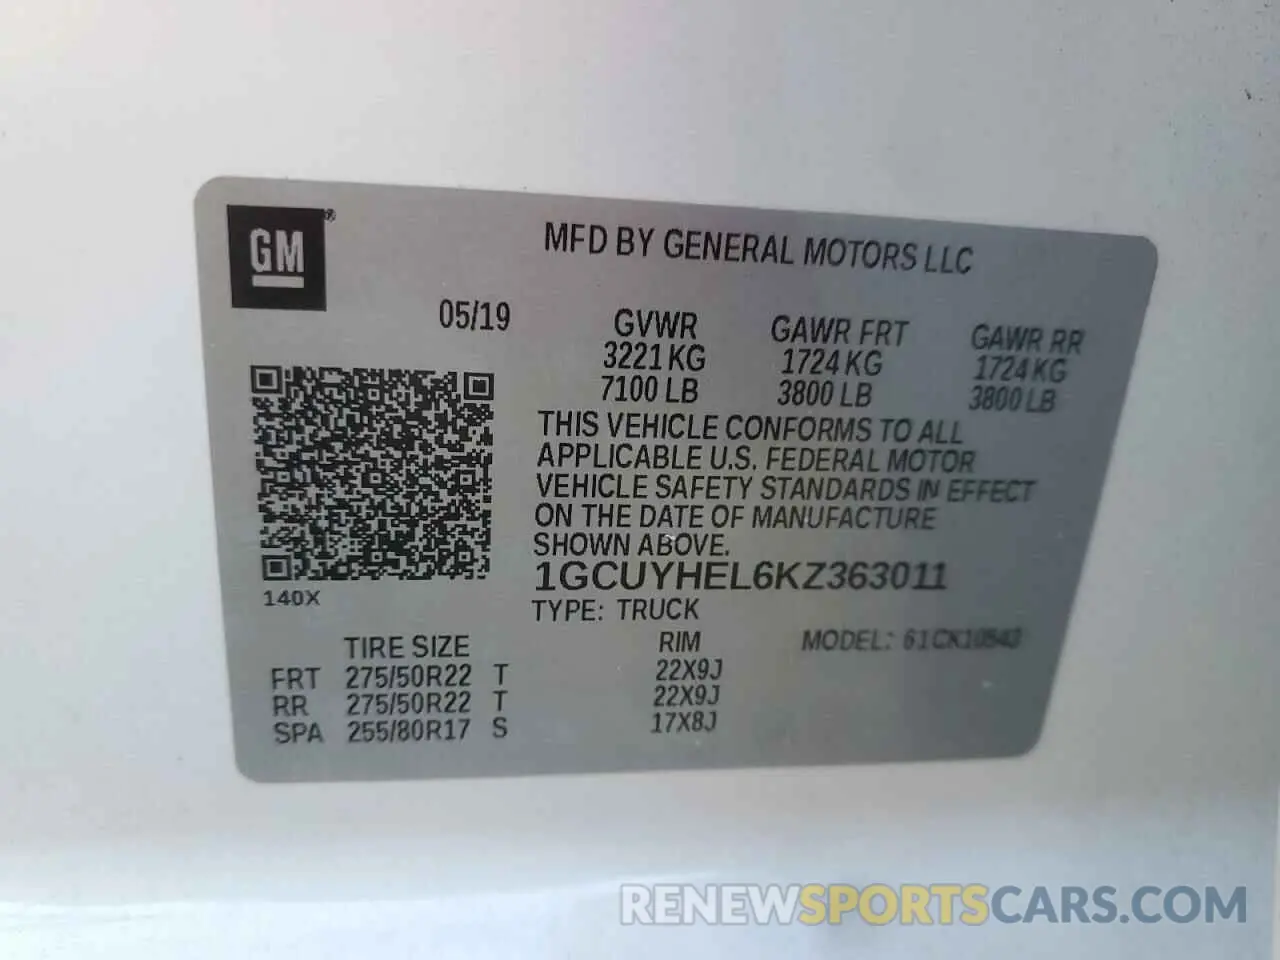 GM®
MFD BY GENERAL MOTORS LLC
05/19
GVWR GAWR FRT GAWR RR
3221 KG 1724 KG 1724 KG
7100 LB 3800 LB 3800 LB
THIS VEHICLE CONFORMS TO ALL
APPLICABLE U.S. FEDERAL MOTOR
VEHICLE SAFETY STANDARDS IN EFFECT
ON THE DATE OF MANUFACTURE
SHOWN ABOVE.
1GCUYHEL6KZ363011
140X
TYPE: TRUCK
TIRE SIZE RIM MODEL: 61CK10543
FRT 275/50R22 T 22X9J
RR 275/50R22 T 22X9J
SPA 255/80R17 S 17X8J
RENEWSPORTSCARS.COM